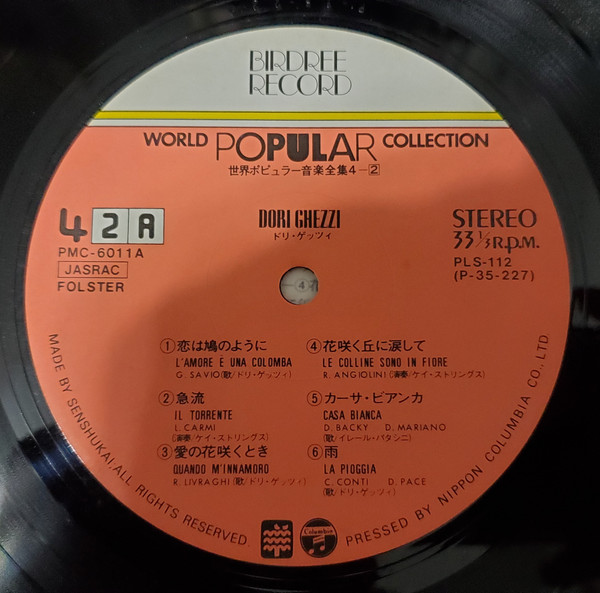 BIRDREE
RECORD
WORLD POPULAR COLLECTION
世界ポピュラー音楽全集4-2
42A
DORI GHEZZI
ドリ・ゲッツィ
STEREO
33 1/3 R.P.M.
PMC-6011A
JASRAC
FOLSTER
PLS-112
(P-35-227)
①恋は鳩のように
L'AMORE È UNA COLOMBA
G. SAVIO(歌/ドリ・ゲッツィ)
②急流
IL TORRENTE
L. CARMI
(演奏/ケイ・ストリングス)
③愛の花咲くとき
QUANDO M'INNAMORO
R. LIVRAGHI(歌/ドリ・ゲッツィ)
④花咲く丘に涙して
LE COLLINE SONO IN FIORE
R. ANGIOLINI(演奏/ケイ・ストリングス)
⑤カーサ・ビアンカ
CASA BIANCA
D. BACKY D. MARIANO
(歌/イレール・パタシニ)
⑥雨
LA PIOGGIA
C. CONTI D. PACE
(歌/ドリ・ゲッツィ)
MADE BY SENSHUKAI, ALL RIGHTS RESERVED.
PRESSED BY NIPPON COLUMBIA CO., LTD
Columbia